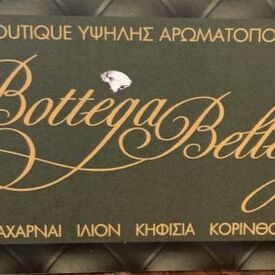 OUTIQUE ΥΨΗΛΗΣ ΑΡΩΜΑΤΟΠΟ
Bottega Bell
ΑΧΑΡΝΑΙ ΙΛΙΟΝ ΚΗΦΙΣΙΑ ΚΟΡΙΝΘΟ